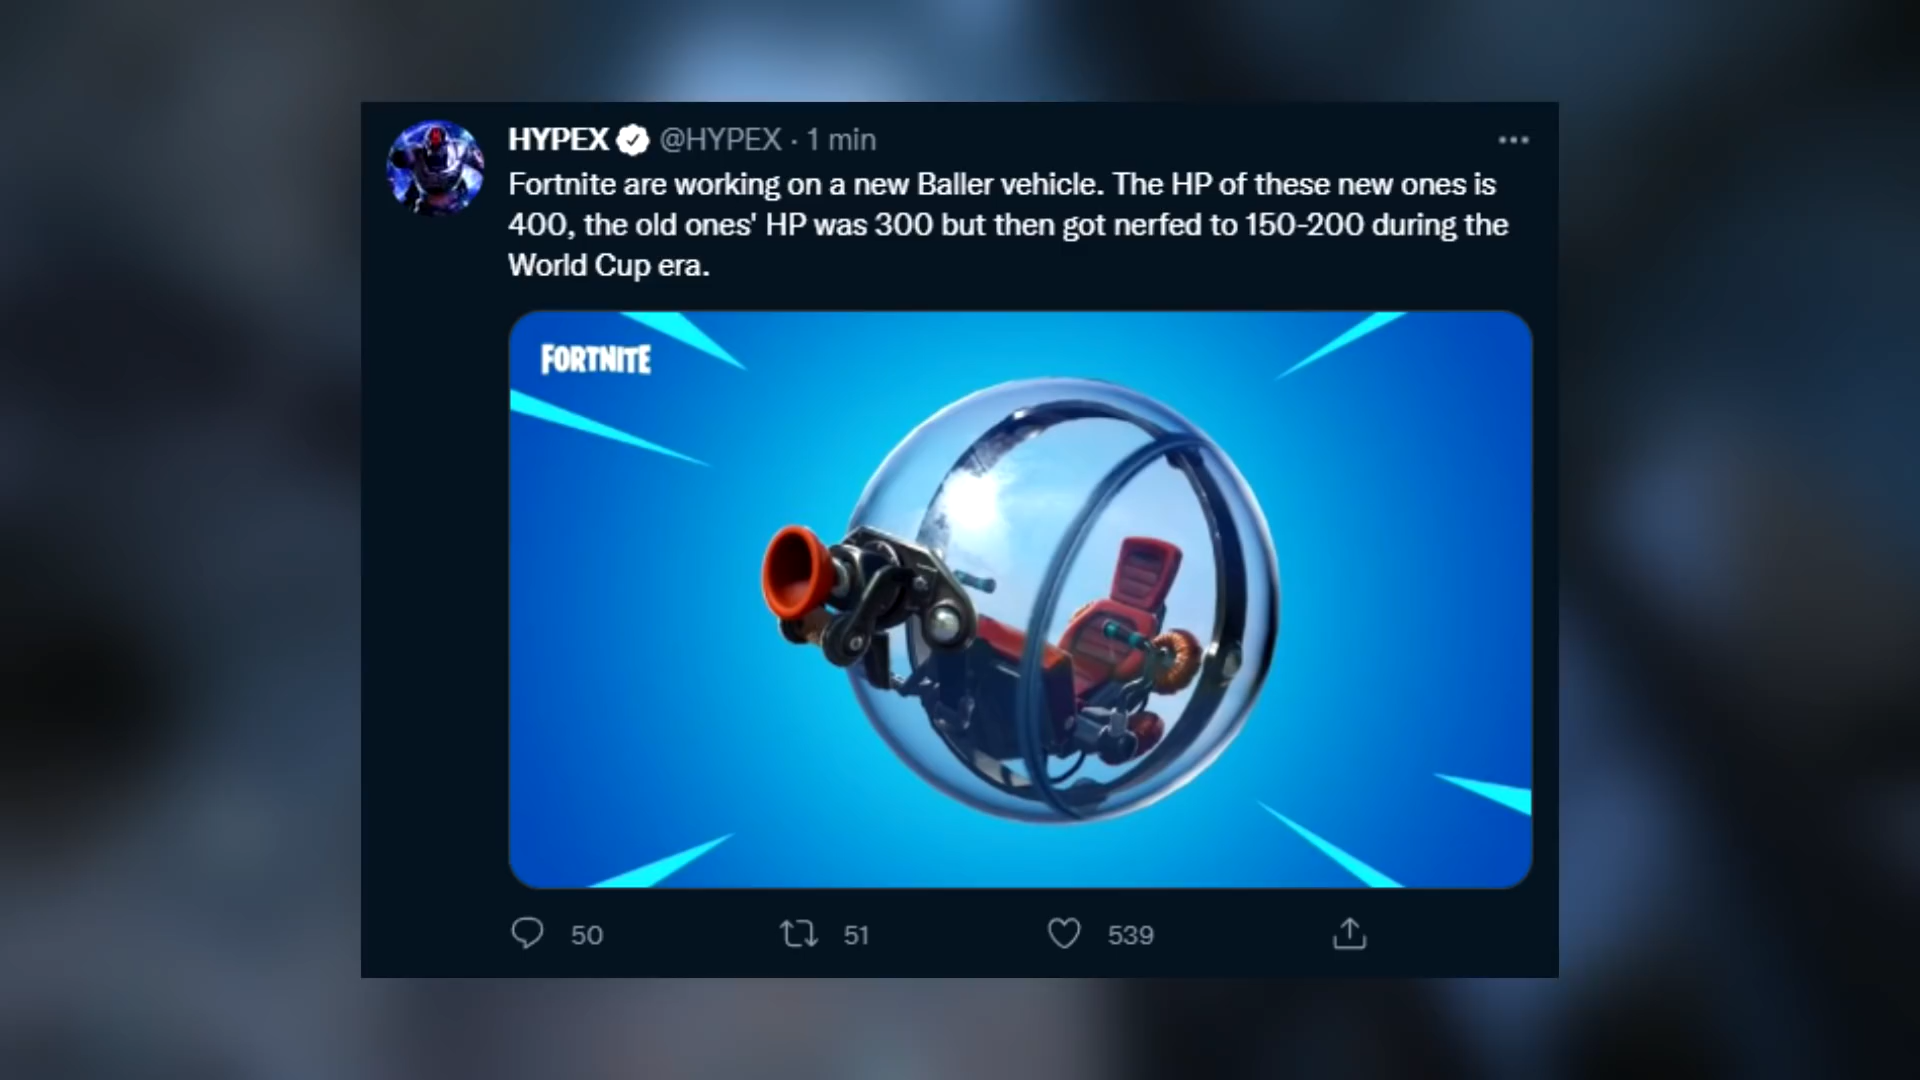 HYPEX @HYPEX · 1 min
Fortnite are working on a new Baller vehicle. The HP of these new ones is
400, the old ones' HP was 300 but then got nerfed to 150-200 during the
World Cup era.
FORTNITE
50 51 539